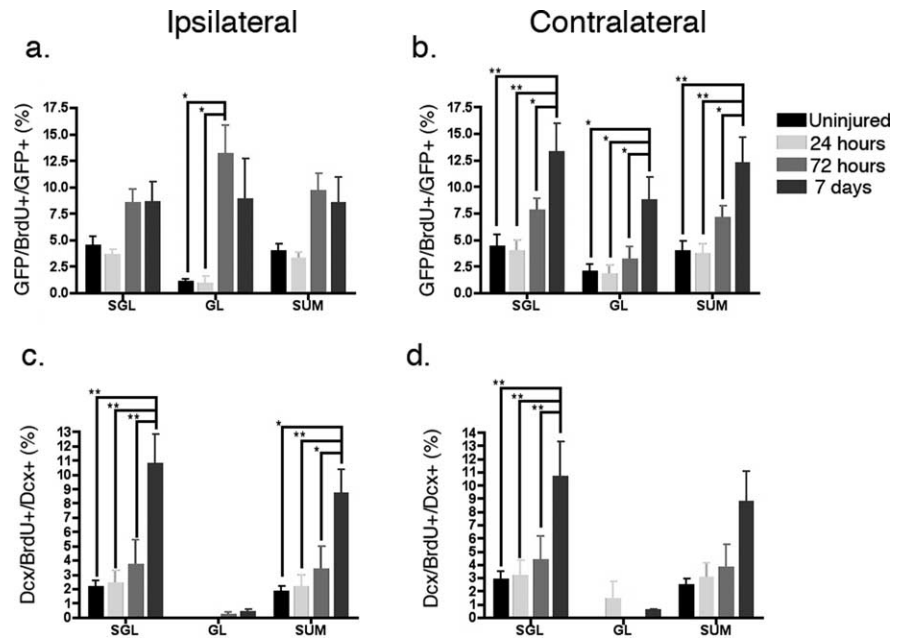 Ipsilateral
Contralateral
a.
GFP/BrdU+/GFP+ (%)
17.5
15.0
12.5
10.0
7.5
5.0
2.5
0.0
*
*
SGL
GL
SUM
b.
GFP/BrdU+/GFP+ (%)
17.5
15.0
12.5
10.0
7.5
5.0
2.5
0.0
**
**
*
*
*
*
**
**
*
SGL
GL
SUM
Uninjured
24 hours
72 hours
7 days
c.
Dcx/BrdU+/Dcx+ (%)
13
12
11
10
9
8
7
6
5
4
3
2
1
0
**
**
**
*
**
*
SGL
GL
SUM
d.
Dcx/BrdU+/Dcx+ (%)
14
13
12
11
10
9
8
7
6
5
4
3
2
1
0
**
**
**
SGL
GL
SUM